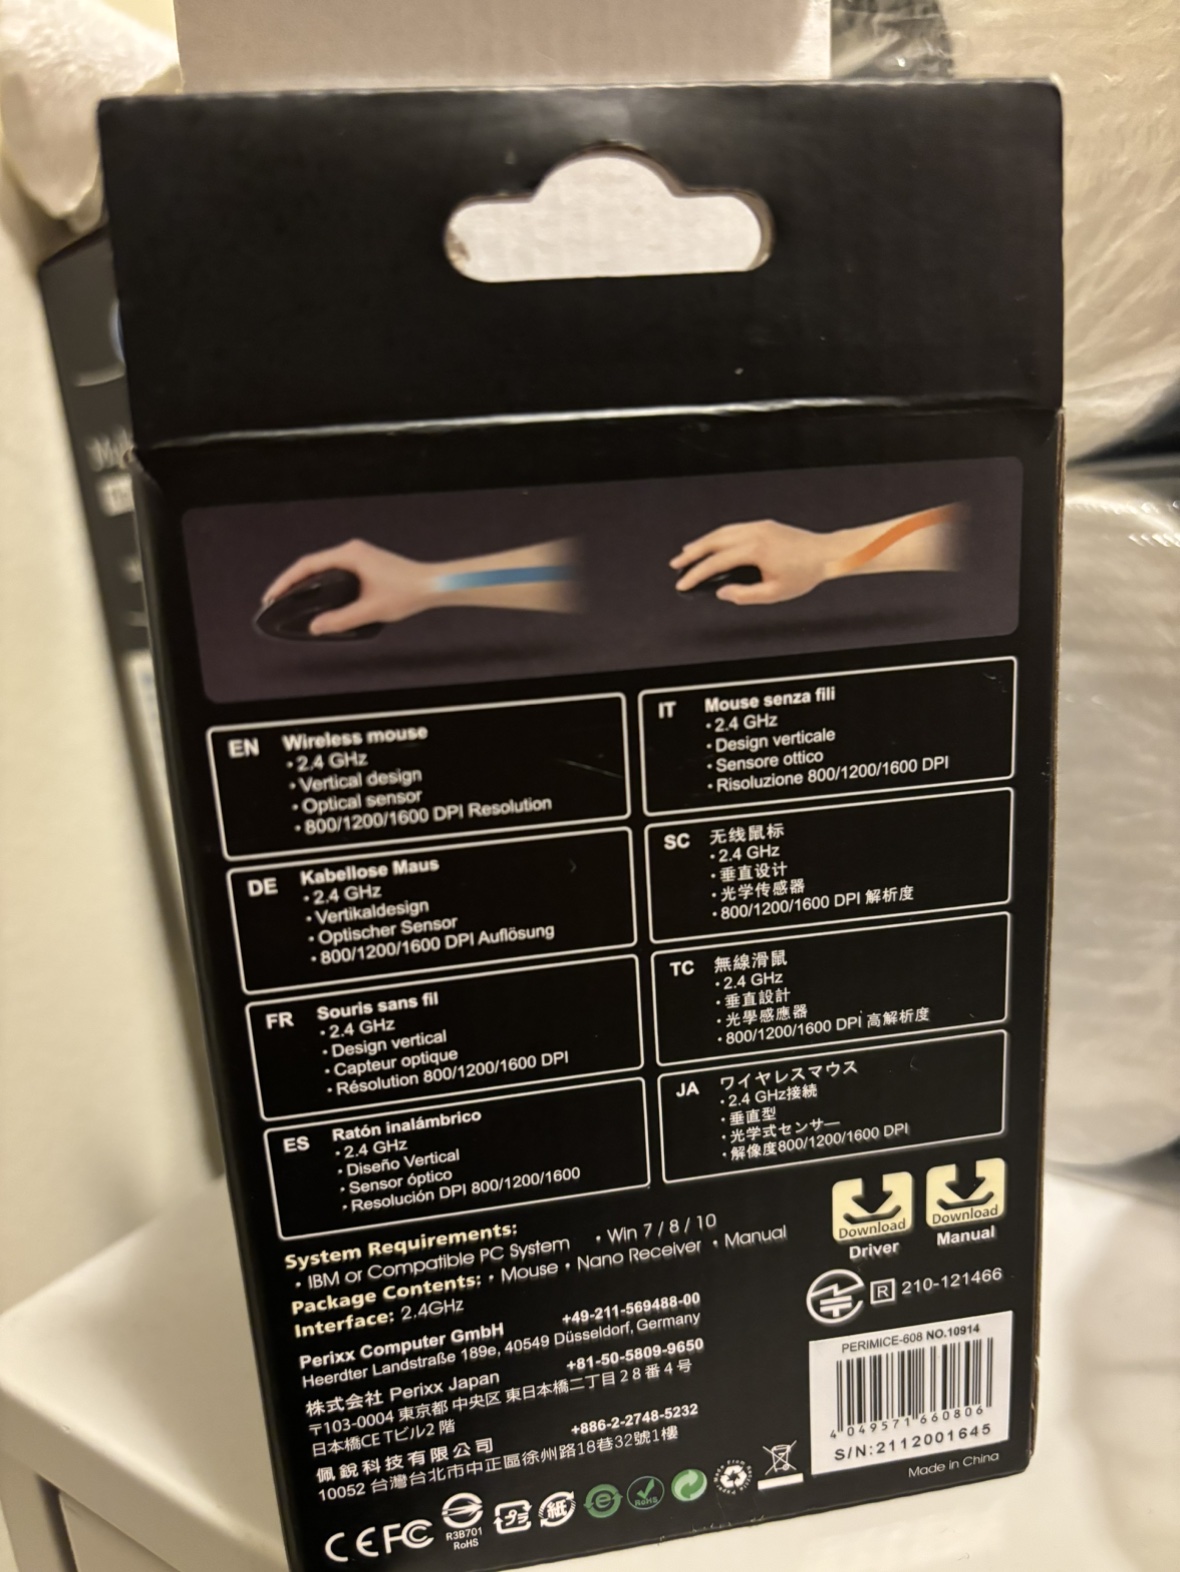 EN Wireless mouse
• 2.4 GHz
• Vertical design
• Optical sensor
• 800/1200/1600 DPI Resolution
DE Kabellose Maus
• 2.4 GHz
• Vertikaldesign
• Optischer Sensor
• 800/1200/1600 DPI Auflösung
FR Souris sans fil
• 2.4 GHz
• Design vertical
• Capteur optique
• Résolution 800/1200/1600 DPI
ES Ratón inalámbrico
• 2.4 GHz
• Diseño Vertical
• Sensor óptico
• Resolución DPI 800/1200/1600
IT Mouse senza fili
• 2.4 GHz
• Design verticale
• Sensore ottico
• Risoluzione 800/1200/1600 DPI
SC 无线鼠标
• 2.4 GHz
• 垂直设计
• 光学传感器
• 800/1200/1600 DPI 解析度
TC 無線滑鼠
• 2.4 GHz
• 垂直設計
• 光學感應器
• 800/1200/1600 DPI 高解析度
JA ワイヤレスマウス
• 2.4 GHz接続
• 垂直型
• 光学式センサー
• 解像度800/1200/1600 DPI
System Requirements:
• IBM or Compatible PC System • Win 7 / 8 / 10
Package Contents: • Mouse • Nano Receiver • Manual
Interface: 2.4GHz
Perixx Computer GmbH +49-211-569488-00
Heerdter Landstraße 189e, 40549 Düsseldorf, Germany
株式会社 Perixx Japan +81-50-5809-9650
〒103-0004 東京都 中央区 東日本橋二丁目28番4号
日本橋CETビル2階
佩銳科技有限公司 +886-2-2748-5232
10052 台灣台北市中正區徐州路18巷32號1樓
Download
Driver
Download
Manual
R 210-121466
PERIMICE-608 NO.10914
4 049571 660806
S/N:2112001645
Made in China
CE FC
R3B701
RoHS
プラ
紙
e
RoHS